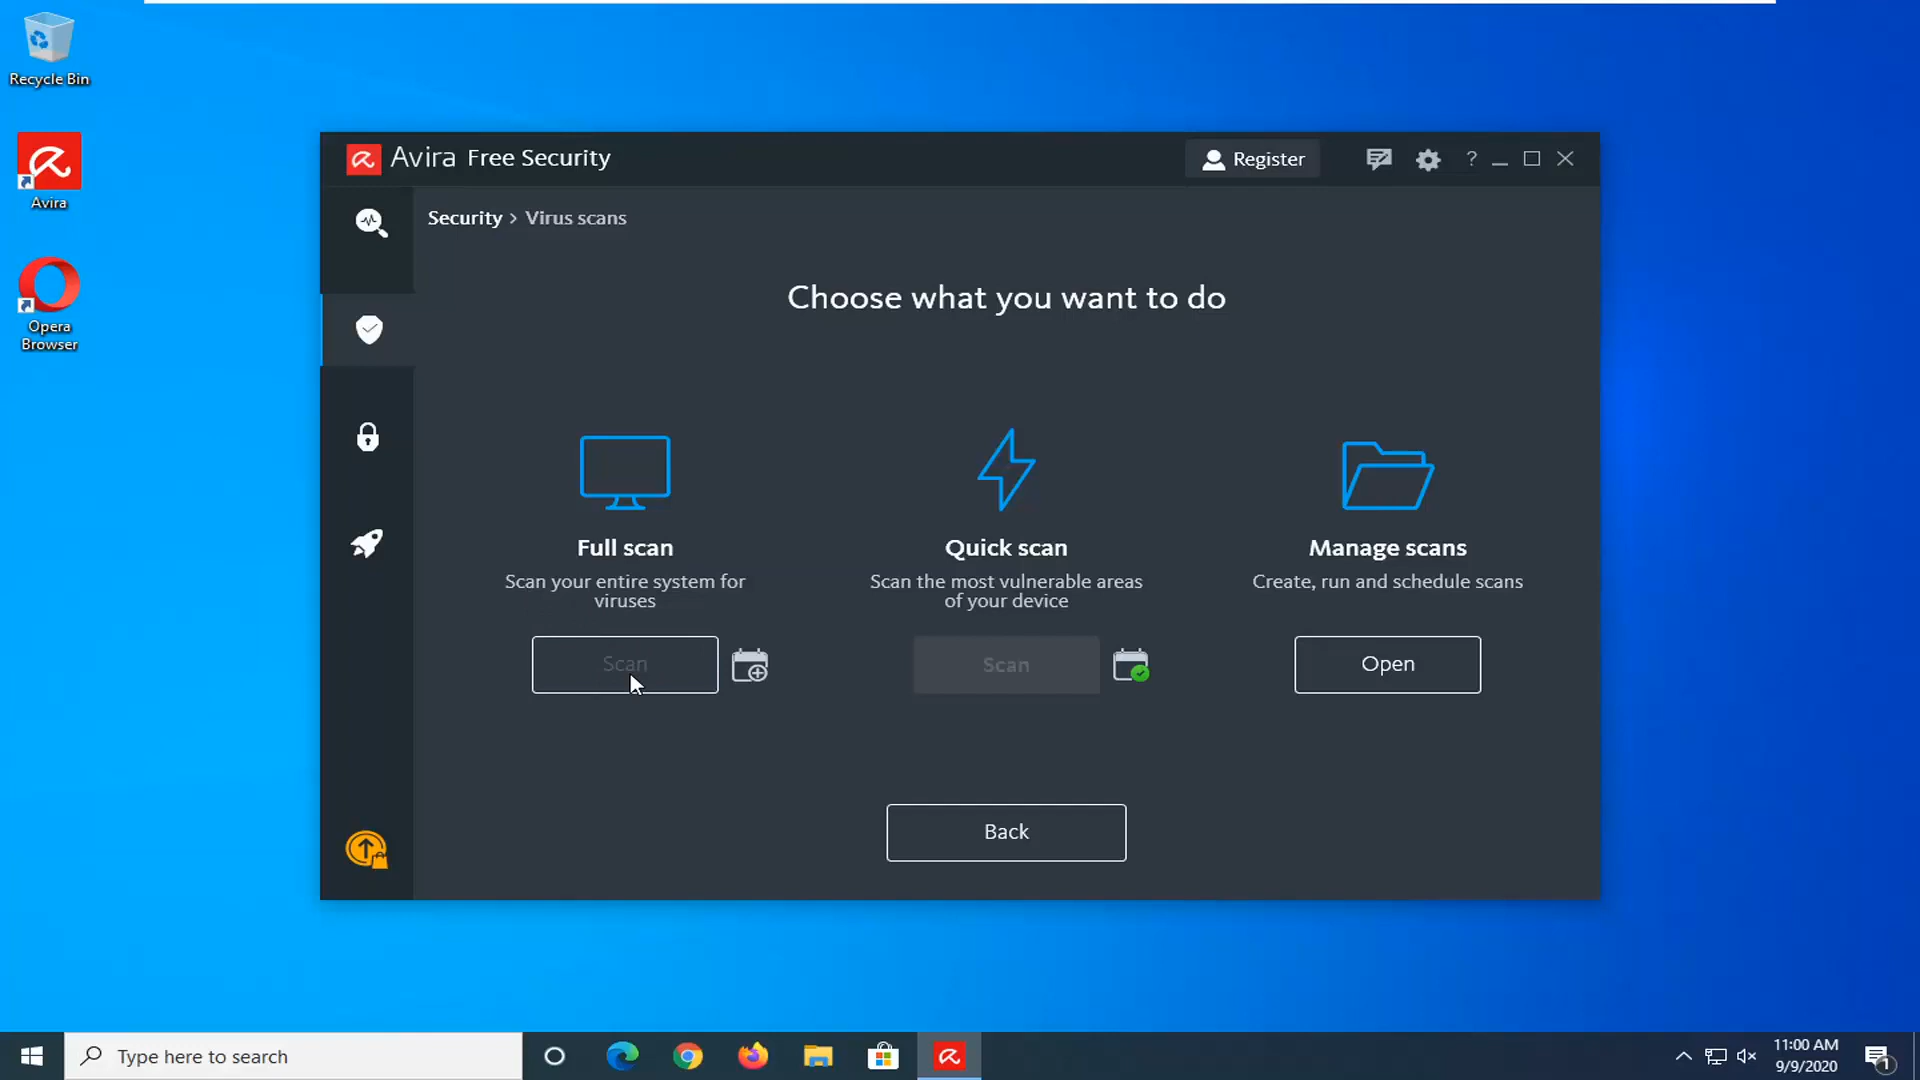 Recycle Bin
Avira
Opera
Browser
Avira Free Security
Register
?
Security > Virus scans
Choose what you want to do
Full scan
Scan your entire system for
viruses
Scan
Quick scan
Scan the most vulnerable areas
of your device
Scan
Manage scans
Create, run and schedule scans
Open
Back
Type here to search
11:00 AM
9/9/2020
1